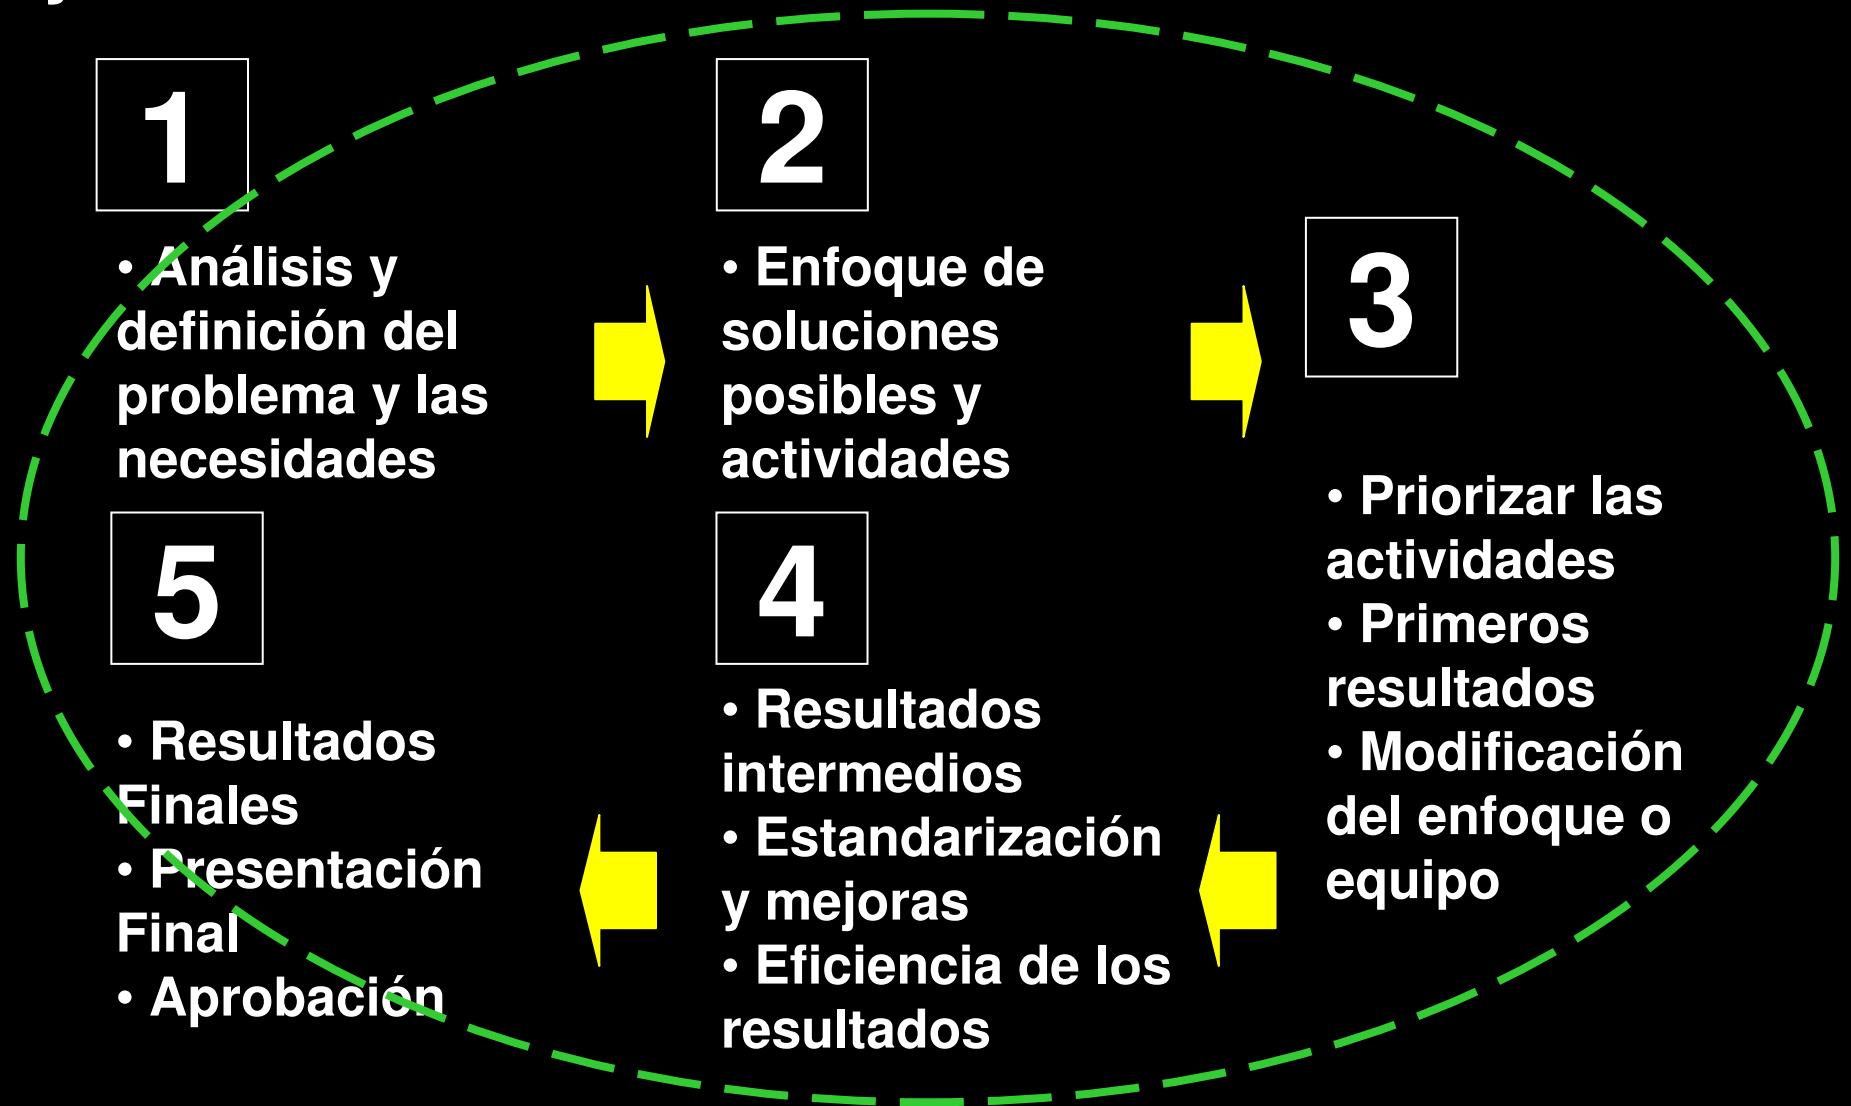 1
• Análisis y
definición del
problema y las
necesidades
2
• Enfoque de
soluciones
posibles y
actividades
3
• Priorizar las
actividades
• Primeros
resultados
• Modificación
del enfoque o
equipo
4
• Resultados
intermedios
• Estandarización
y mejoras
• Eficiencia de los
resultados
5
• Resultados
Finales
• Presentación
Final
• Aprobación